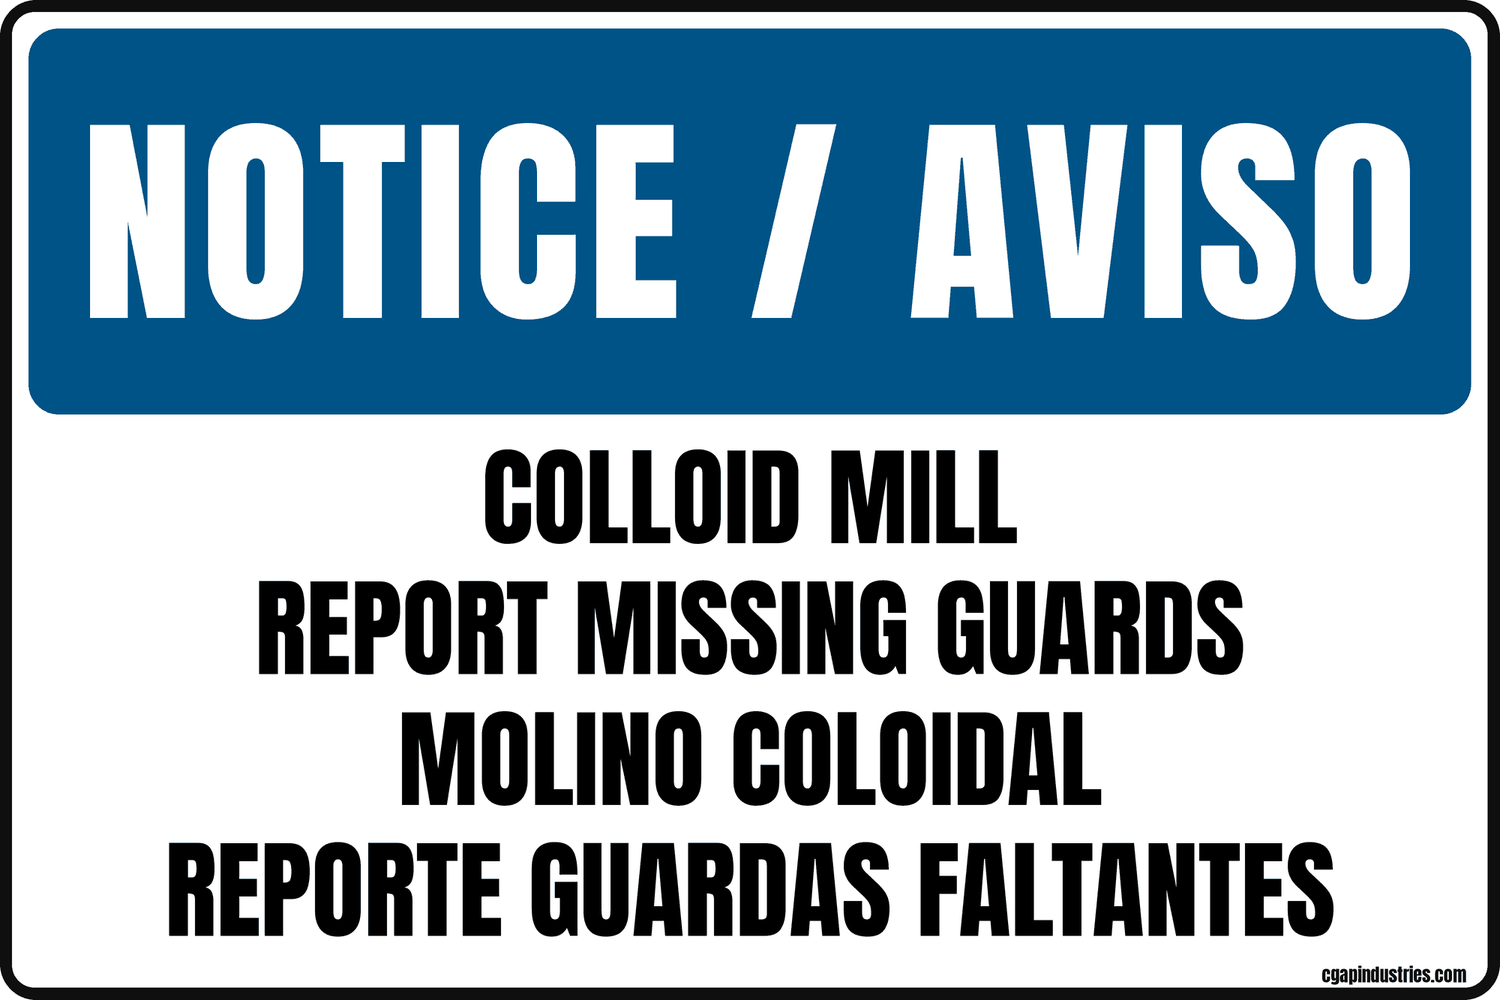 NOTICE / AVISO
COLLOID MILL
REPORT MISSING GUARDS
MOLINO COLOIDAL
REPORTE GUARDAS FALTANTES
cgapindustries.com